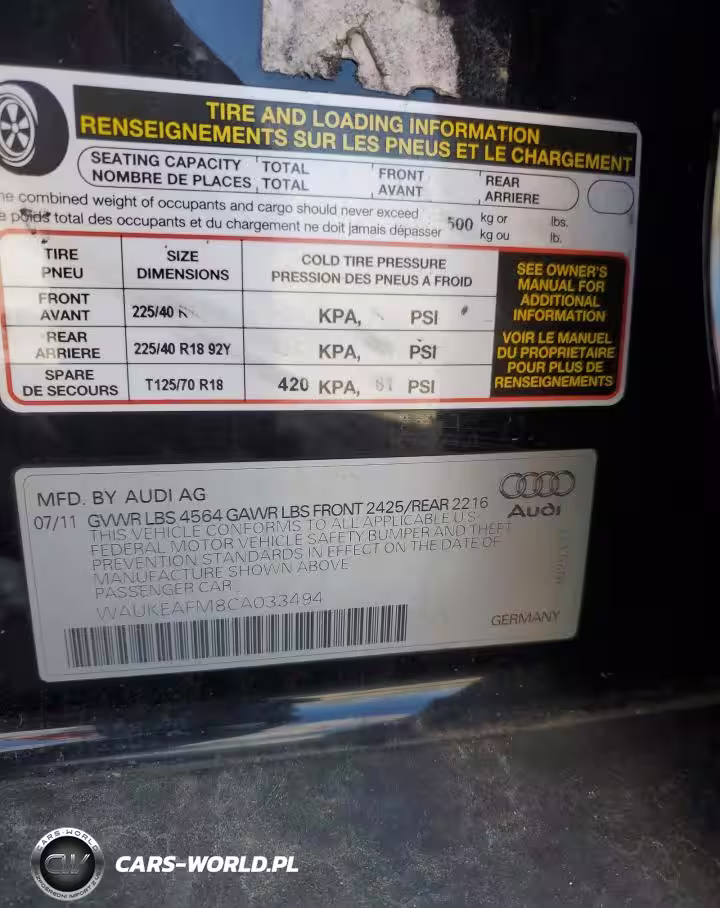 TIRE AND LOADING INFORMATION
RENSEIGNEMENTS SUR LES PNEUS ET LE CHARGEMENT
SEATING CAPACITY TOTAL FRONT REAR
NOMBRE DE PLACES TOTAL AVANT ARRIERE
he combined weight of occupants and cargo should never exceed 500 kg or lbs.
e poids total des occupants et du chargement ne doit jamais dépasser kg ou lb.
TIRE SIZE COLD TIRE PRESSURE
PNEU DIMENSIONS PRESSION DES PNEUS A FROID
FRONT
AVANT 225/40 R KPA, PSI
REAR
ARRIERE 225/40 R18 92Y KPA, PSI
SPARE
DE SECOURS T125/70 R18 420 KPA, 61 PSI
SEE OWNER'S
MANUAL FOR
ADDITIONAL
INFORMATION
VOIR LE MANUEL
DU PROPRIETAIRE
POUR PLUS DE
RENSEIGNEMENTS
MFD. BY AUDI AG
Audi
07/11 GVWR LBS 4564 GAWR LBS FRONT 2425/REAR 2216
THIS VEHICLE CONFORMS TO ALL APPLICABLE U.S.
FEDERAL MOTOR VEHICLE SAFETY BUMPER AND THEFT
PREVENTION STANDARDS IN EFFECT ON THE DATE OF
MANUFACTURE SHOWN ABOVE
PASSENGER CAR
WAUKEAFM8CA033494
GERMANY
CARS-WORLD
CW
CARS-WORLD.PL